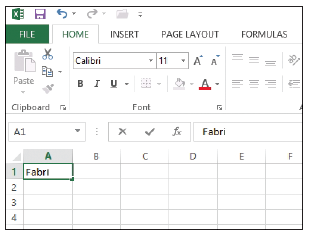 FILE HOME INSERT PAGE LAYOUT FORMULAS
Calibri 11 A A
Paste B I U A
Clipboard Font
A1 fx Fabri
A B C D E F
1 Fabri
2
3
4